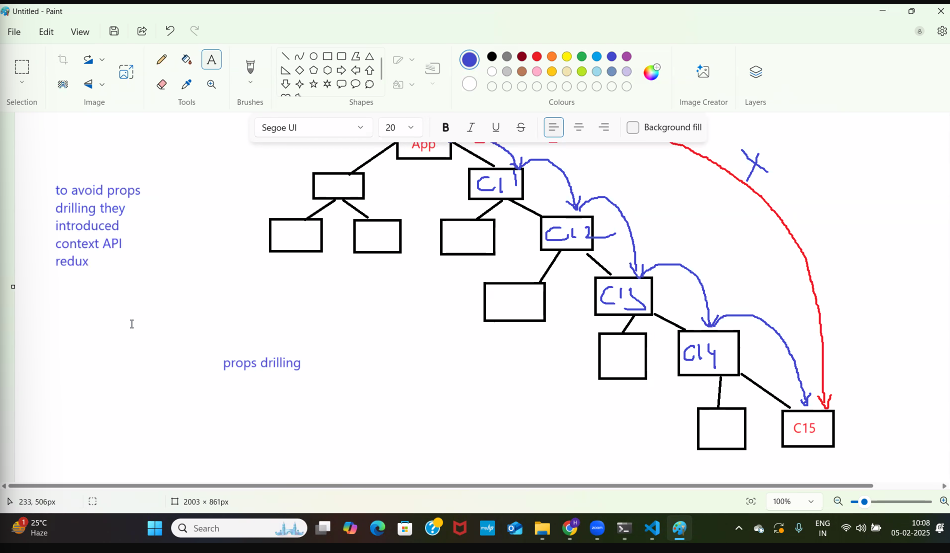 Untitled - Paint
File Edit View
Selection
Image
Tools
Brushes
Shapes
Colours
Image Creator
Layers
Segoe UI 20 B I U S Background fill
App
C11
to avoid props
drilling they
introduced
context API
redux
C12
C13
C14
props drilling
C15
233, 506px
2003 × 861px
100%
25°C
Haze
Search
ENG
IN
10:08
05-02-2025